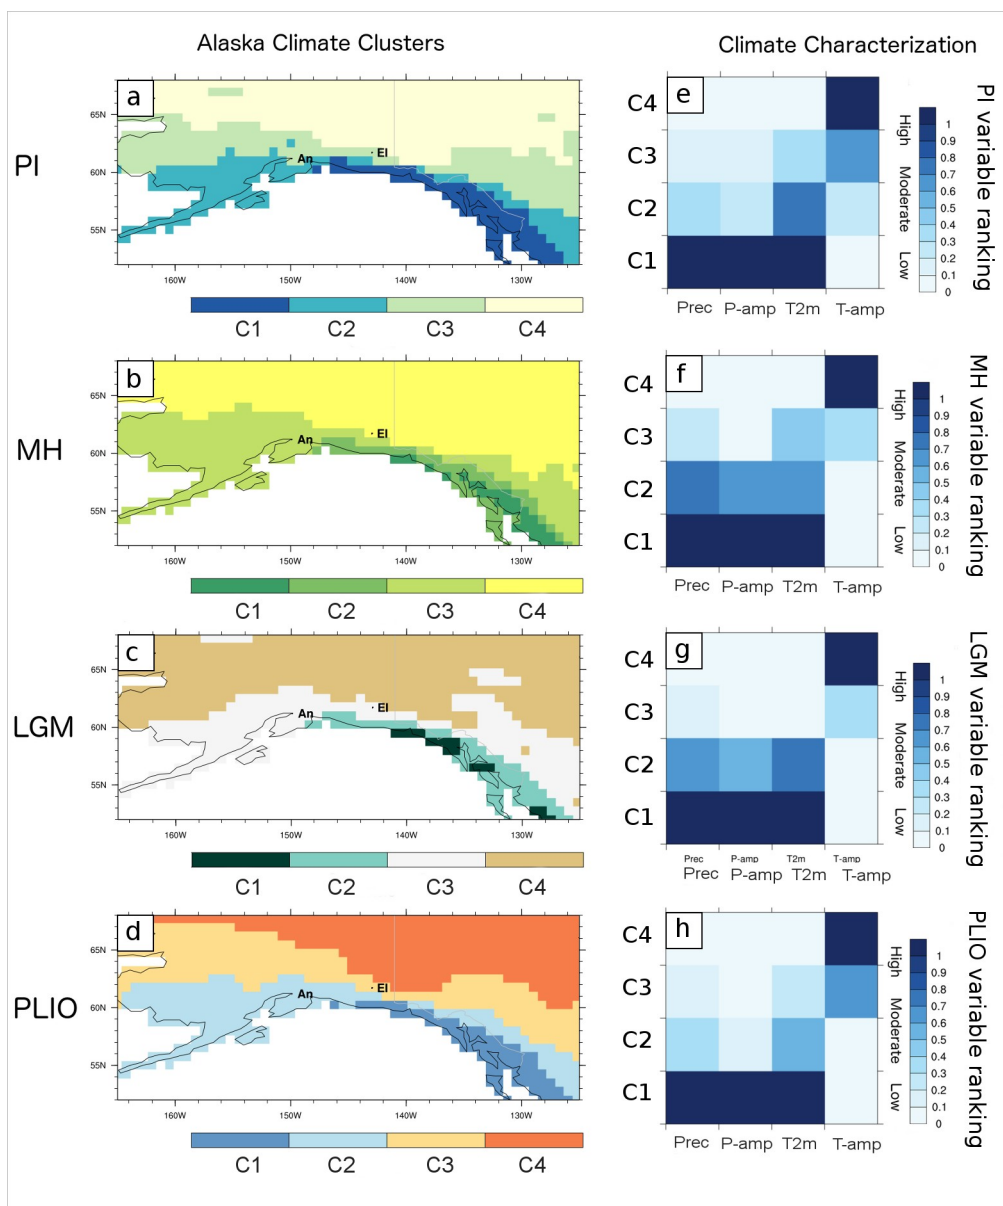 Alaska Climate Clusters
Climate Characterization
PI
a
65N
60N
55N
An
El
160W 150W 140W 130W
C1 C2 C3 C4
e
C4
C3
C2
C1
Prec P-amp T2m T-amp
High
Moderate
Low
1
0.9
0.8
0.7
0.6
0.5
0.4
0.3
0.2
0.1
0
PI variable ranking
MH
b
65N
60N
55N
An
El
160W 150W 140W 130W
C1 C2 C3 C4
f
C4
C3
C2
C1
Prec P-amp T2m T-amp
High
Moderate
Low
1
0.9
0.8
0.7
0.6
0.5
0.4
0.3
0.2
0.1
0
MH variable ranking
LGM
c
65N
60N
55N
An
El
160W 150W 140W 130W
C1 C2 C3 C4
g
C4
C3
C2
C1
Prec P-amp T2m T-amp
Prec P-amp T2m T-amp
High
Moderate
Low
1
0.9
0.8
0.7
0.6
0.5
0.4
0.3
0.2
0.1
0
LGM variable ranking
PLIO
d
65N
60N
55N
An
El
160W 150W 140W 130W
C1 C2 C3 C4
h
C4
C3
C2
C1
Prec P-amp T2m T-amp
High
Moderate
Low
1
0.9
0.8
0.7
0.6
0.5
0.4
0.3
0.2
0.1
0
PLIO variable ranking